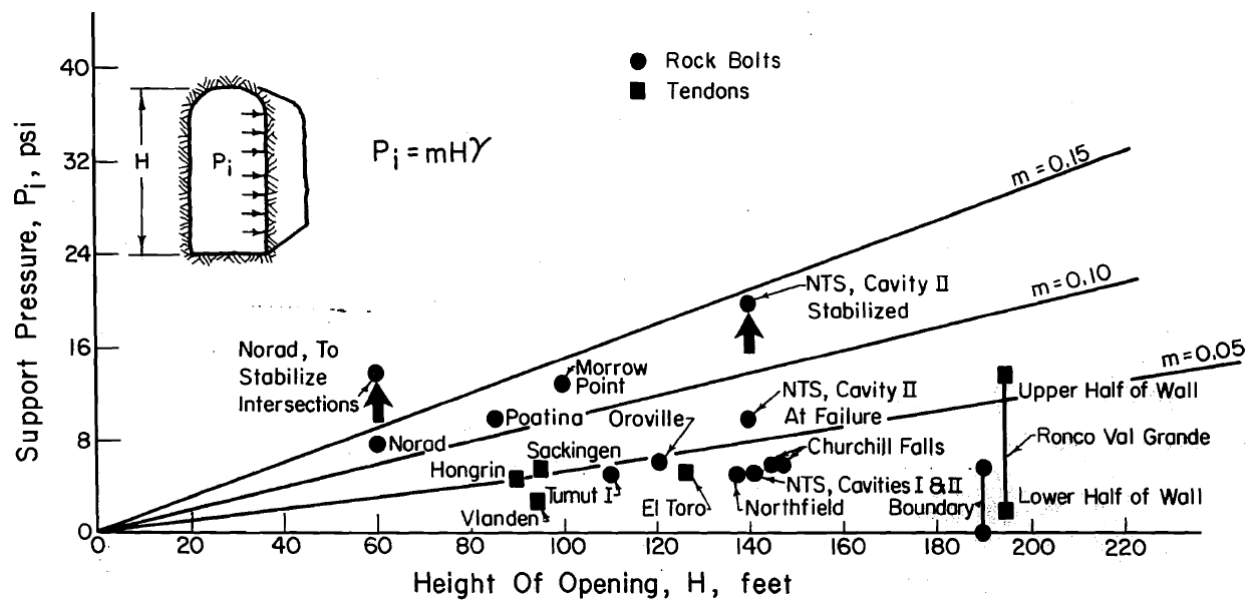 Support Pressure, Pi, psi
40
32
24
16
8
0
H
Pi
Pi = mHγ
● Rock Bolts
■ Tendons
m = 0.15
m = 0.10
m = 0.05
NTS, Cavity II
Stabilized
Norad, To
Stabilize
Intersections
Morrow
Point
Poatina
Oroville
NTS, Cavity II
At Failure
Upper Half of Wall
Norad
Sackingen
Churchill Falls
Ronco Val Grande
Hongrin
Tumut I
El Toro
NTS, Cavities I & II
Northfield
Boundary
Lower Half of Wall
Vlanden
0
20
40
60
80
100
120
140
160
180
200
220
Height Of Opening, H, feet